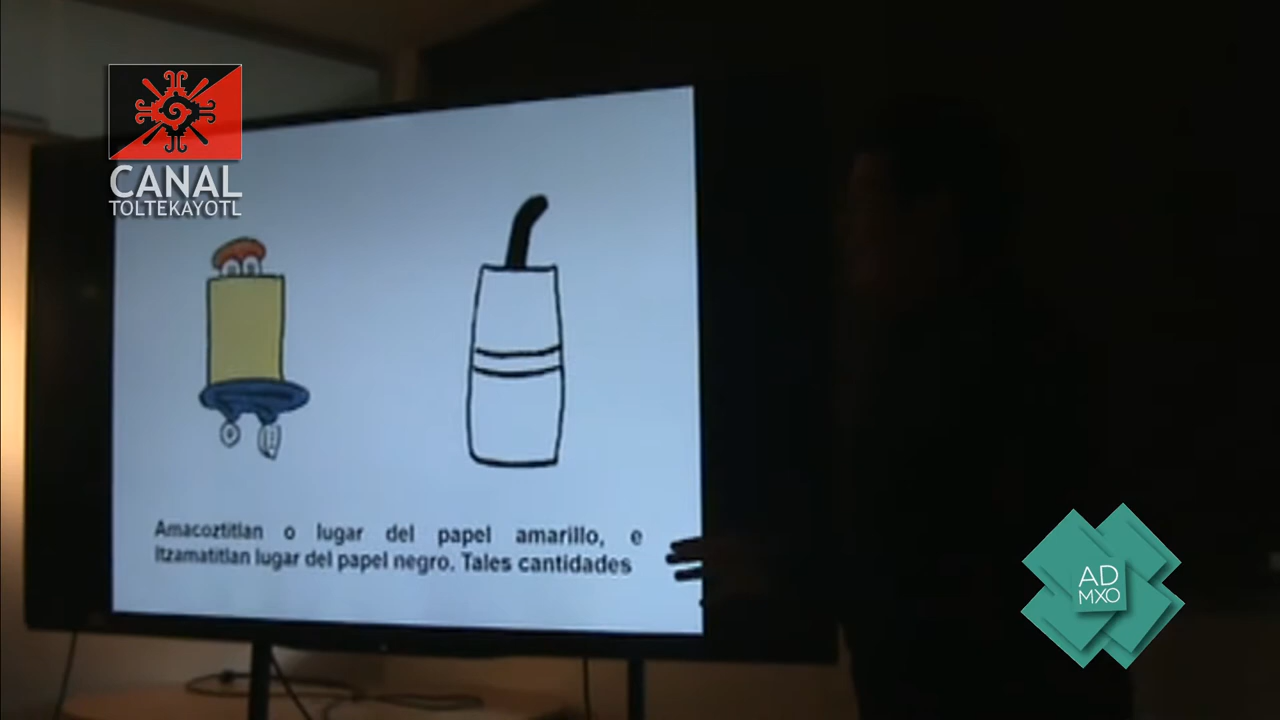 CANAL
TOLTEKAYOTL
Amacoztitlan o lugar del papel amarillo, e
Itzamatitlan lugar del papel negro. Tales cantidades
AD
MXO